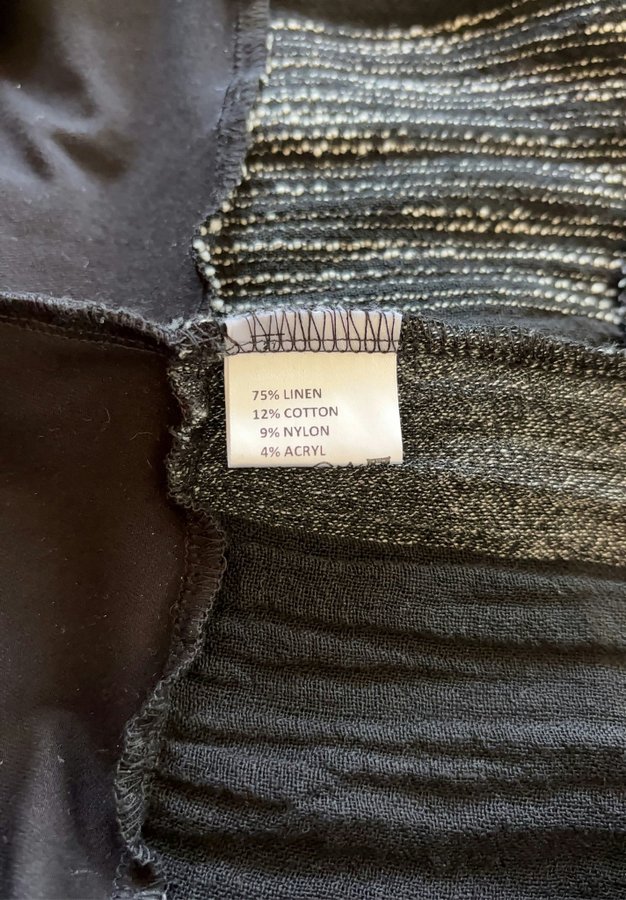 75% LINEN
12% COTTON
9% NYLON
4% ACRYL